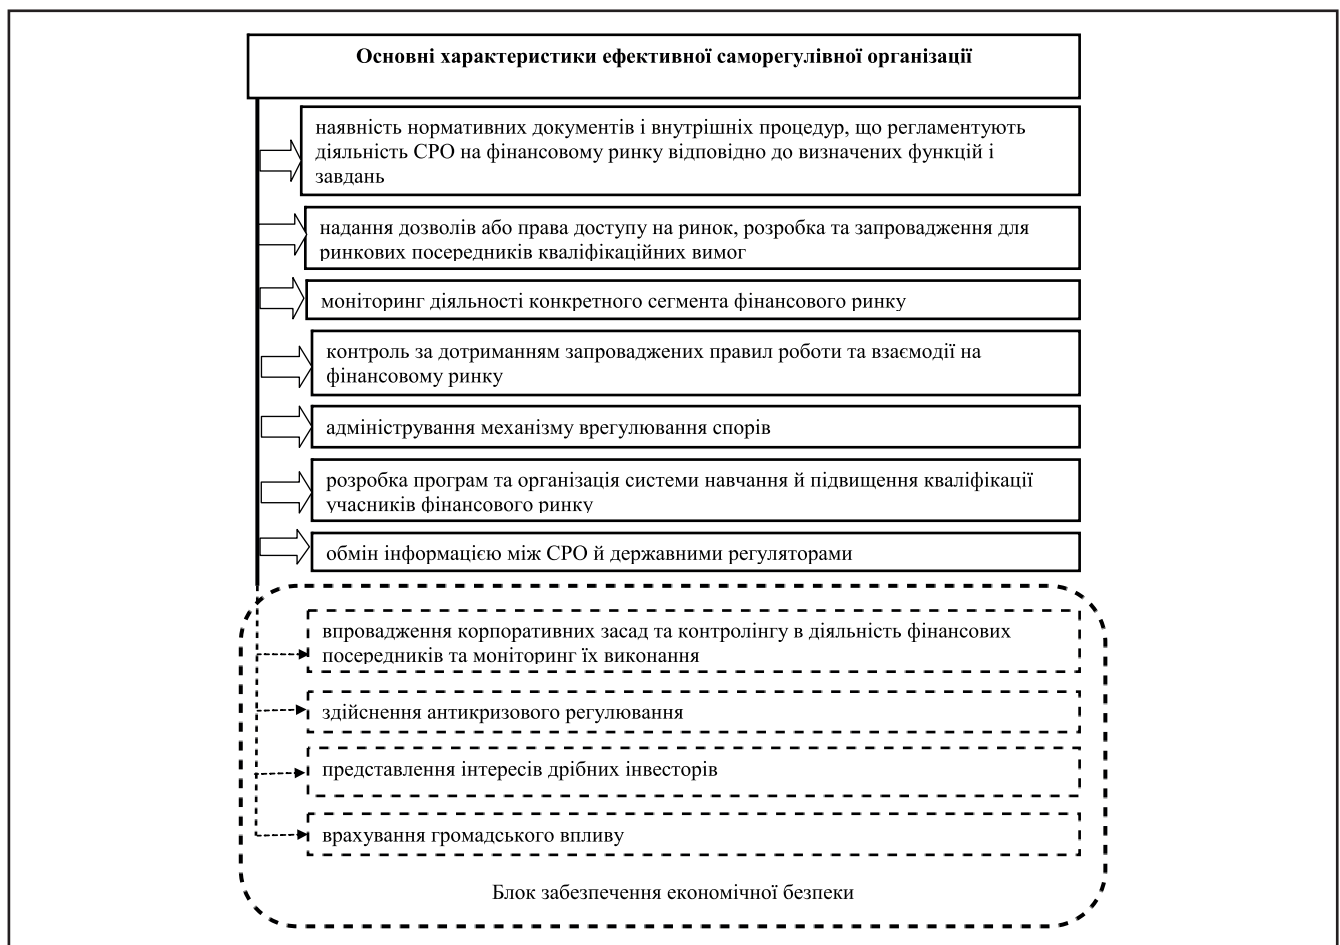 Основні характеристики ефективної саморегулівної організації
наявність нормативних документів і внутрішніх процедур, що регламентують
діяльність СРО на фінансовому ринку відповідно до визначених функцій і
завдань
надання дозволів або права доступу на ринок, розробка та запровадження для
ринкових посередників кваліфікаційних вимог
моніторинг діяльності конкретного сегмента фінансового ринку
контроль за дотриманням запроваджених правил роботи та взаємодії на
фінансовому ринку
адміністрування механізму врегулювання спорів
розробка програм та організація системи навчання й підвищення кваліфікації
учасників фінансового ринку
обмін інформацією між СРО й державними регуляторами
впровадження корпоративних засад та контролінгу в діяльність фінансових
посередників та моніторинг їх виконання
здійснення антикризового регулювання
представлення інтересів дрібних інвесторів
врахування громадського впливу
Блок забезпечення економічної безпеки